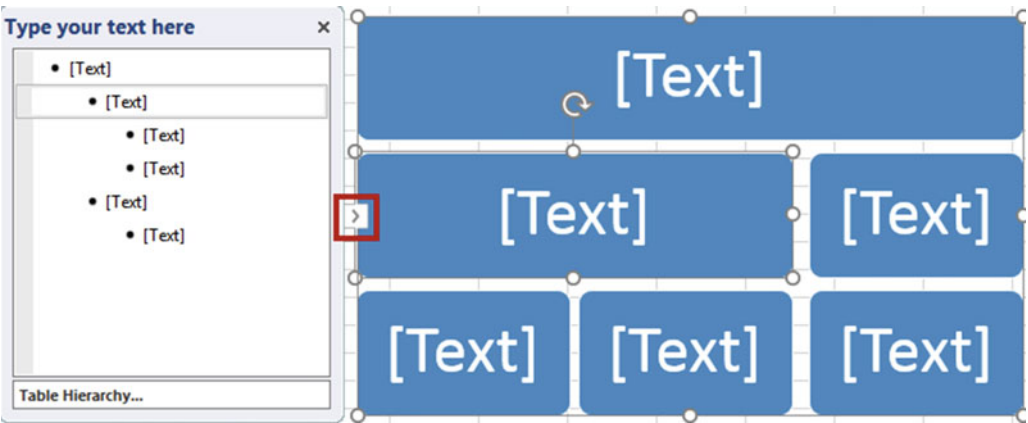 Type your text here
[Text]
[Text]
[Text]
[Text]
[Text]
[Text]
Table Hierarchy...
[Text]
[Text] [Text]
[Text] [Text] [Text]